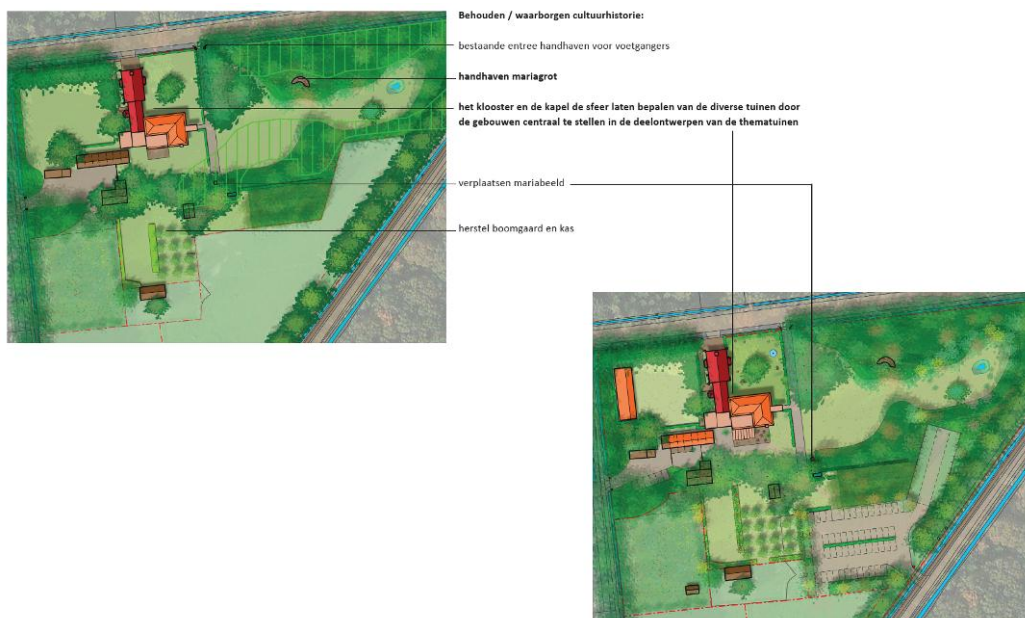 Behouden / waarborgen cultuurhistorie:
bestaande entree handhaven voor voetgangers
handhaven mariagrot
het klooster en de kapel de sfeer laten bepalen van de diverse tuinen door
de gebouwen centraal te stellen in de deelontwerpen van de thematuinen
verplaatsen mariabeeld
herstel boomgaard en kas